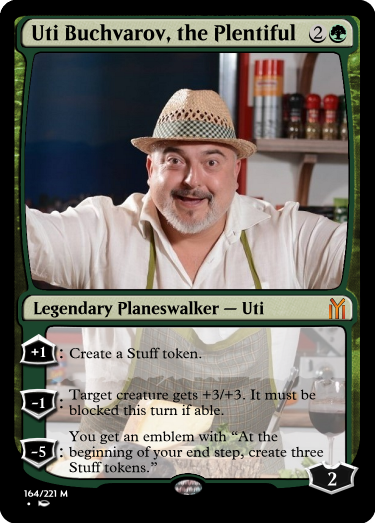 Uti Buchvarov, the Plentiful 2
Legendary Planeswalker — Uti
+1: Create a Stuff token.
-1: Target creature gets +3/+3. It must be
blocked this turn if able.
-5: You get an emblem with “At the
beginning of your end step, create three
Stuff tokens.”
2
164/221 M